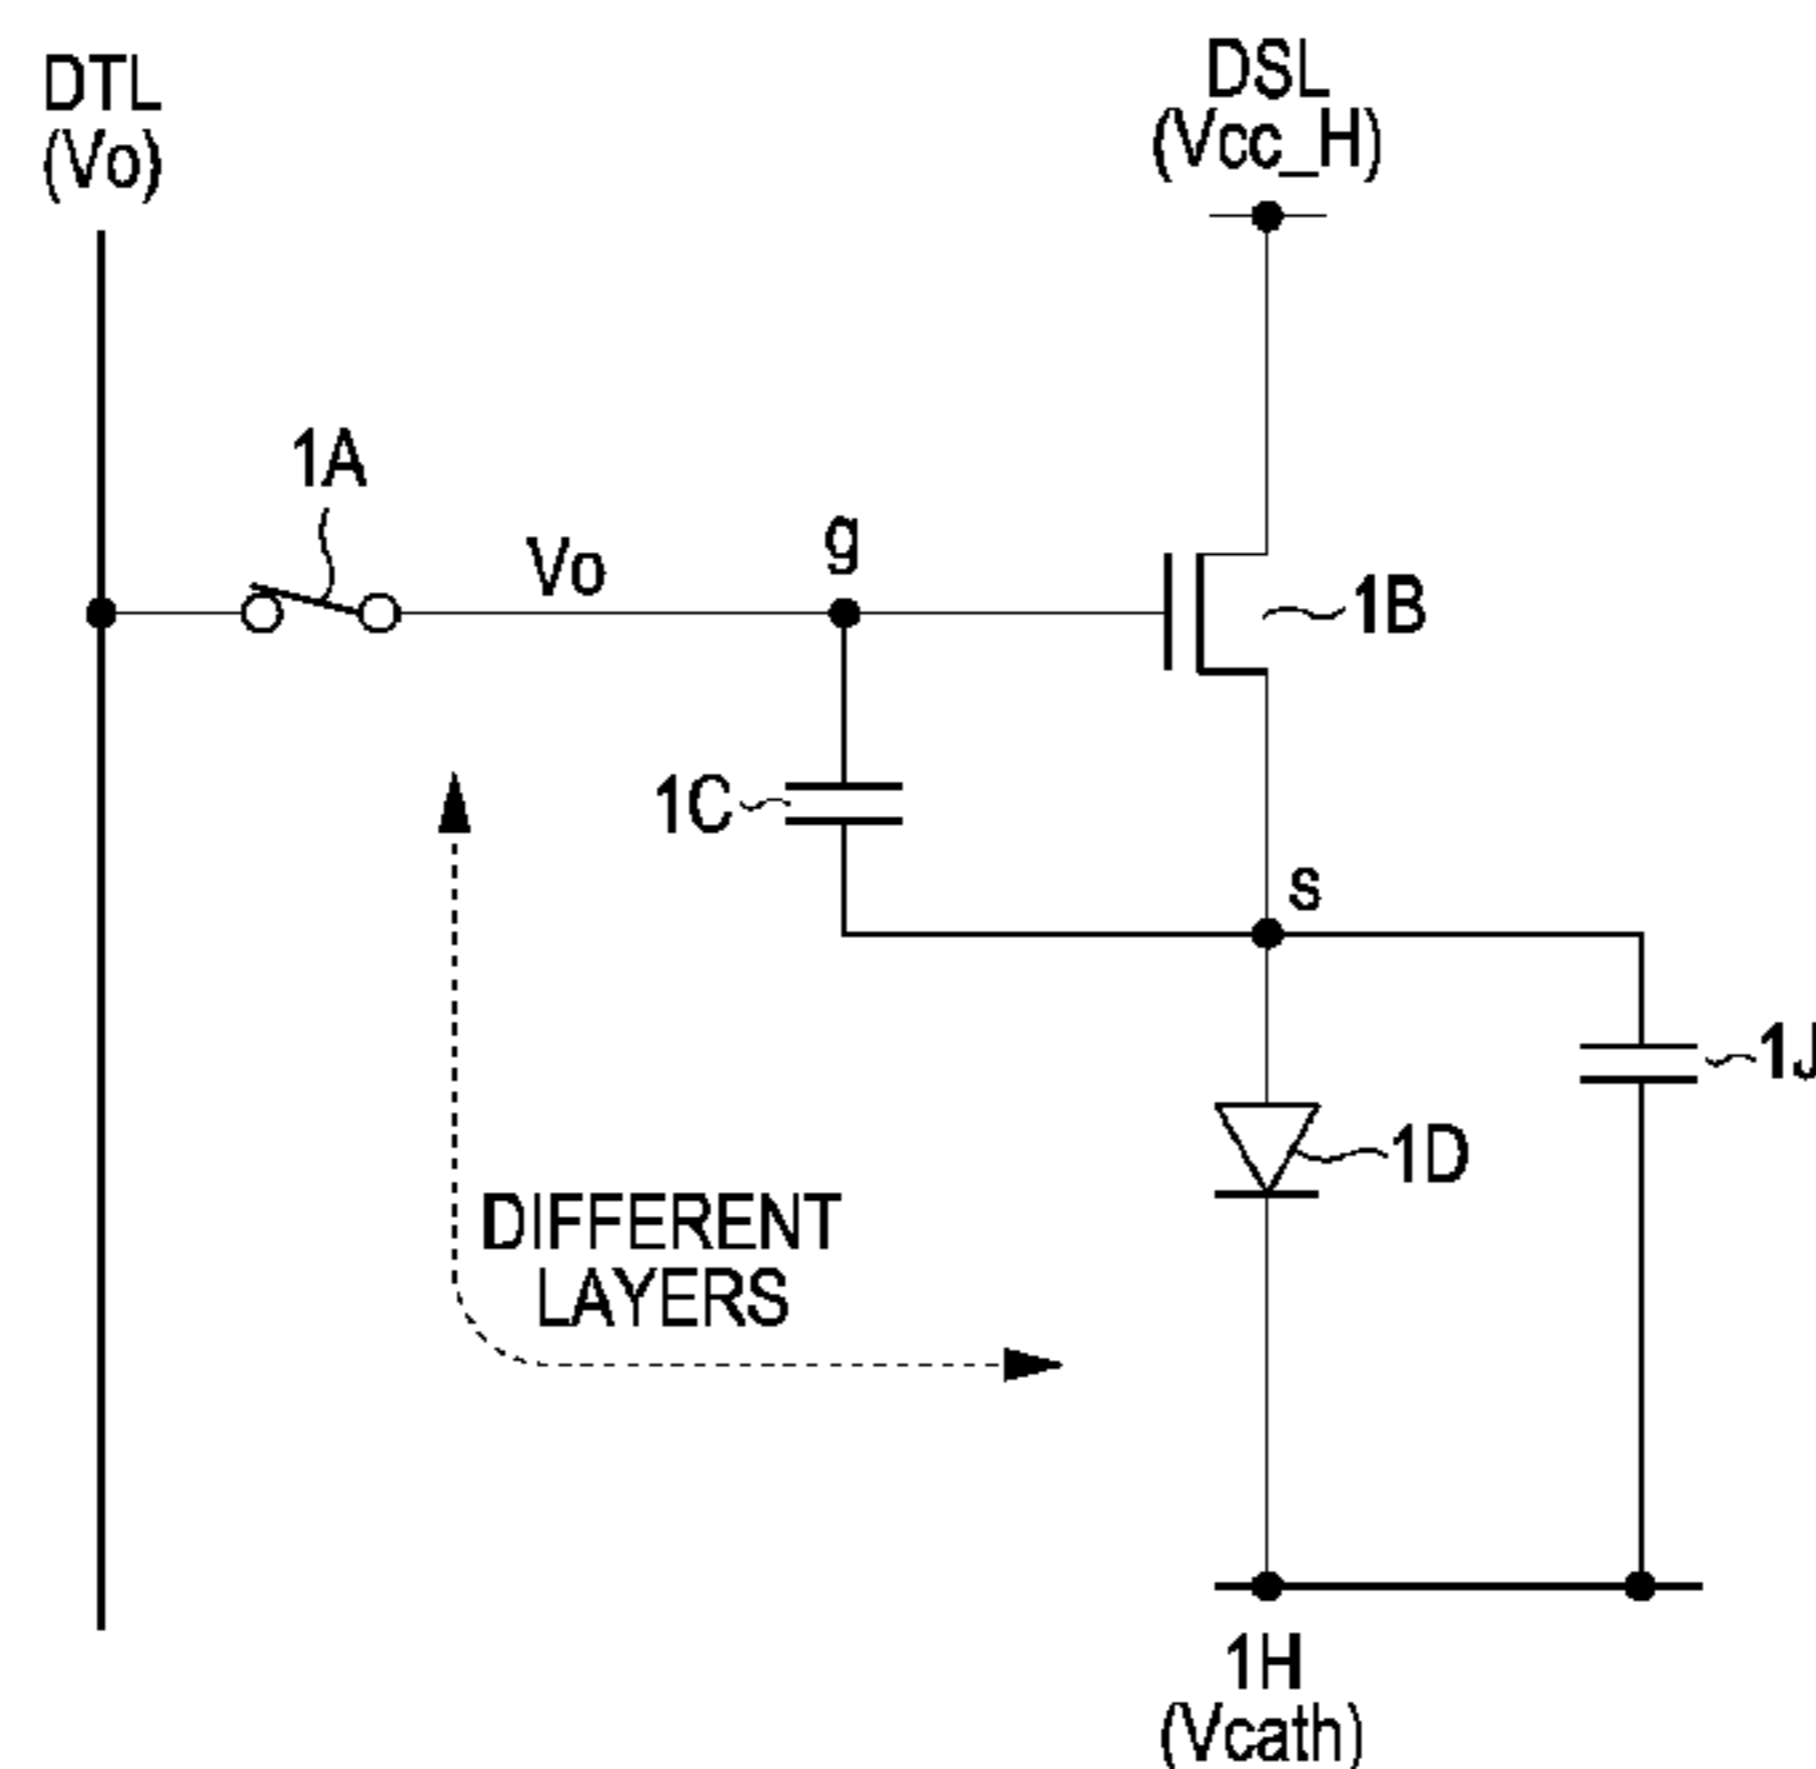 DTL
(Vo)
DSL
(Vcc_H)
1A
Vo
g
1B
1C
s
1J
1D
DIFFERENT
LAYERS
1H
(Vcath)